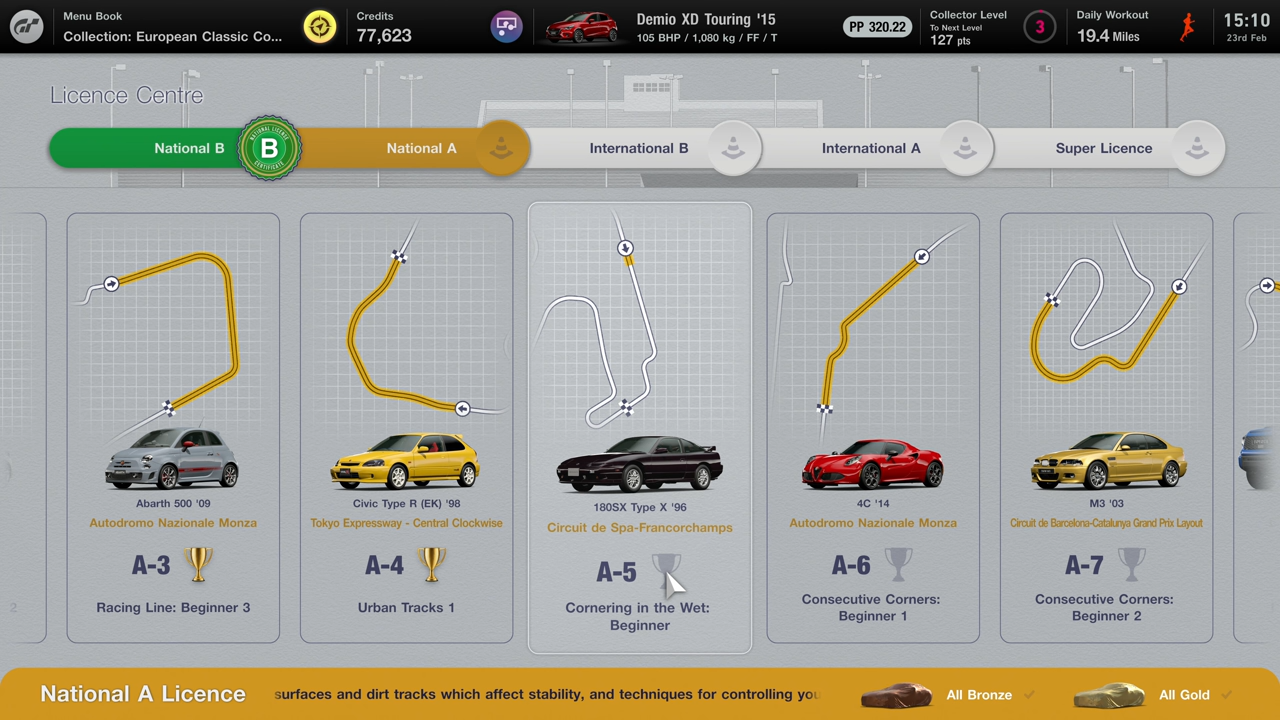 Menu Book
Collection: European Classic Co...
Credits
77,623
Demio XD Touring '15
105 BHP / 1,080 kg / FF / T
PP 320.22
Collector Level
To Next Level
127 pts
3
Daily Workout
19.4 Miles
15:10
23rd Feb
Licence Centre
National B
B
National A
International B
International A
Super Licence
2
Abarth 500 '09
Autodromo Nazionale Monza
A-3
Racing Line: Beginner 3
Civic Type R (EK) '98
Tokyo Expressway - Central Clockwise
A-4
Urban Tracks 1
180SX Type X '96
Circuit de Spa-Francorchamps
A-5
Cornering in the Wet:
Beginner
4C '14
Autodromo Nazionale Monza
A-6
Consecutive Corners:
Beginner 1
M3 '03
Circuit de Barcelona-Catalunya Grand Prix Layout
A-7
Consecutive Corners:
Beginner 2
National A Licence
surfaces and dirt tracks which affect stability, and techniques for controlling you
All Bronze
All Gold